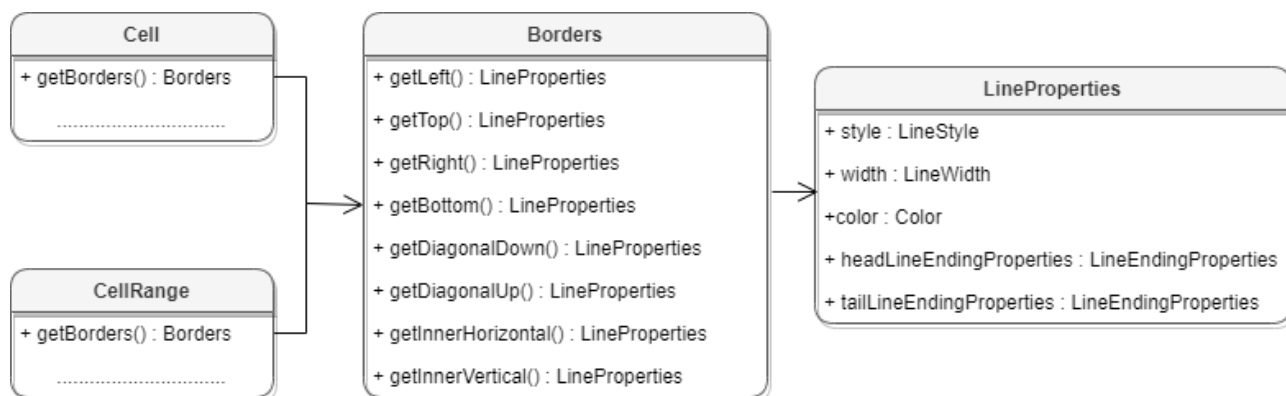 Cell
+ getBorders() : Borders
................................
CellRange
+ getBorders() : Borders
................................
Borders
+ getLeft() : LineProperties
+ getTop() : LineProperties
+ getRight() : LineProperties
+ getBottom() : LineProperties
+ getDiagonalDown() : LineProperties
+ getDiagonalUp() : LineProperties
+ getInnerHorizontal() : LineProperties
+ getInnerVertical() : LineProperties
LineProperties
+ style : LineStyle
+ width : LineWidth
+color : Color
+ headLineEndingProperties : LineEndingProperties
+ tailLineEndingProperties : LineEndingProperties